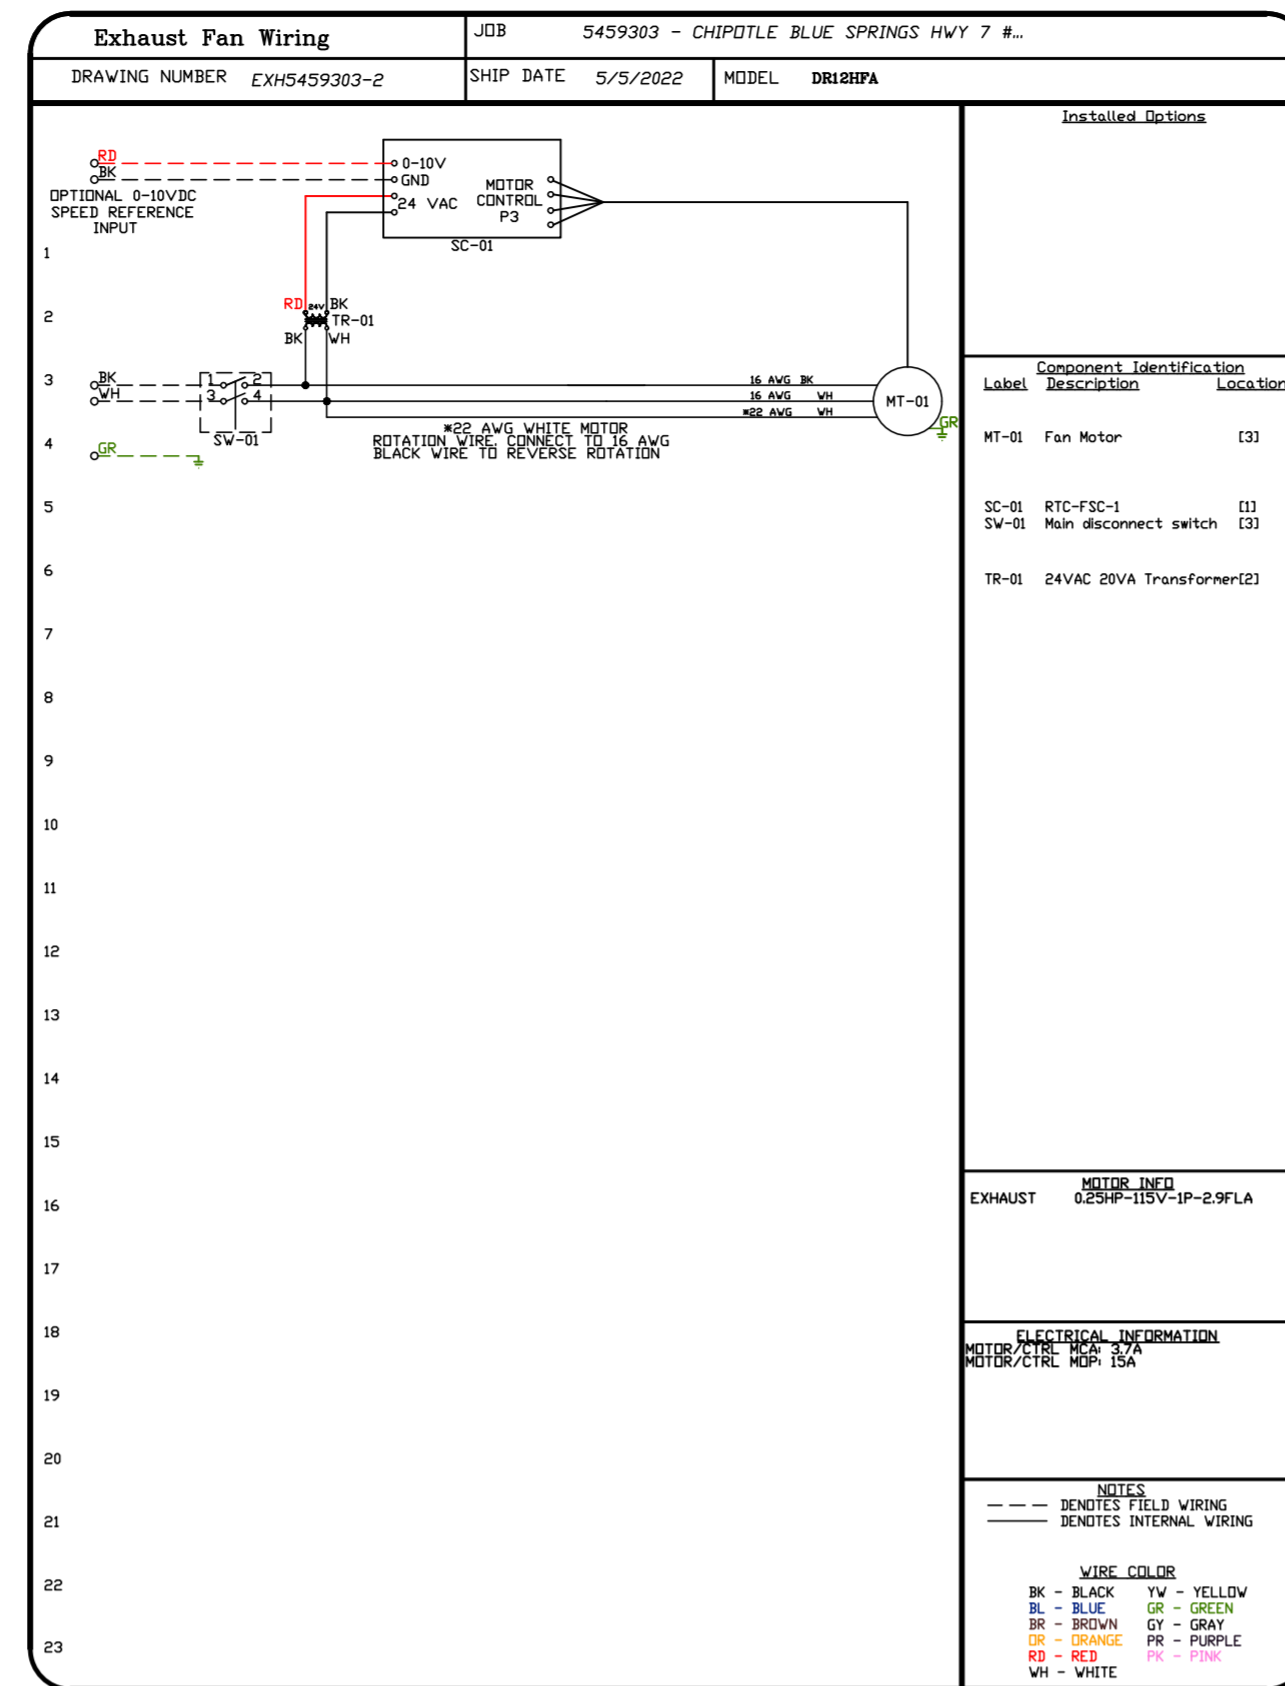 Exhaust Fan Wiring
JOB 5459303 - CHIPOTLE BLUE SPRINGS HWY 7 #...
DRAWING NUMBER EXH5459303-2
SHIP DATE 5/5/2022
MODEL DR12HFA
RD
BK
OPTIONAL 0-10VDC
SPEED REFERENCE
INPUT
0-10V
GND
24 VAC
MOTOR
CONTROL
P3
SC-01
RD 24V BK
TR-01
BK WH
BK
WH
1 2
3 4
SW-01
GR
16 AWG BK
16 AWG WH
*22 AWG WH
MT-01
GR
*22 AWG WHITE MOTOR
ROTATION WIRE. CONNECT TO 16 AWG
BLACK WIRE TO REVERSE ROTATION
1
2
3
4
5
6
7
8
9
10
11
12
13
14
15
16
17
18
19
20
21
22
23
Installed Options
Component Identification
Label Description Location
MT-01 Fan Motor [3]
SC-01 RTC-FSC-1 [1]
SW-01 Main disconnect switch [3]
TR-01 24VAC 20VA Transformer[2]
MOTOR INFO
EXHAUST 0.25HP-115V-1P-2.9FLA
ELECTRICAL INFORMATION
MOTOR/CTRL MCA: 3.7A
MOTOR/CTRL MOP: 15A
NOTES
DENOTES FIELD WIRING
DENOTES INTERNAL WIRING
WIRE COLOR
BK - BLACK YW - YELLOW
BL - BLUE GR - GREEN
BR - BROWN GY - GRAY
OR - ORANGE PR - PURPLE
RD - RED PK - PINK
WH - WHITE